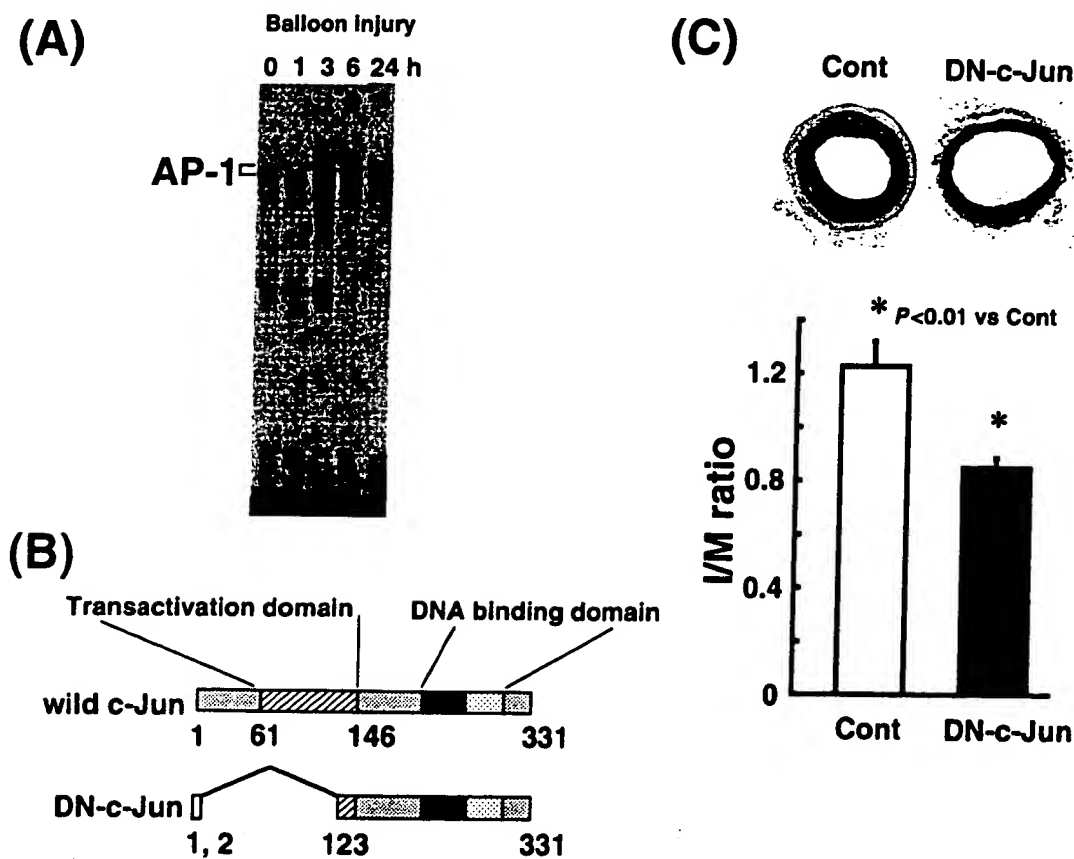 (A)
Balloon injury
0 1 3 6 24 h
AP-1
(B)
Transactivation domain
DNA binding domain
wild c-Jun
1 61 146 331
DN-c-Jun
1, 2 123 331
(C)
Cont DN-c-Jun
* P<0.01 vs Cont
*
I/M ratio
1.2
0.8
0.4
0
Cont DN-c-Jun